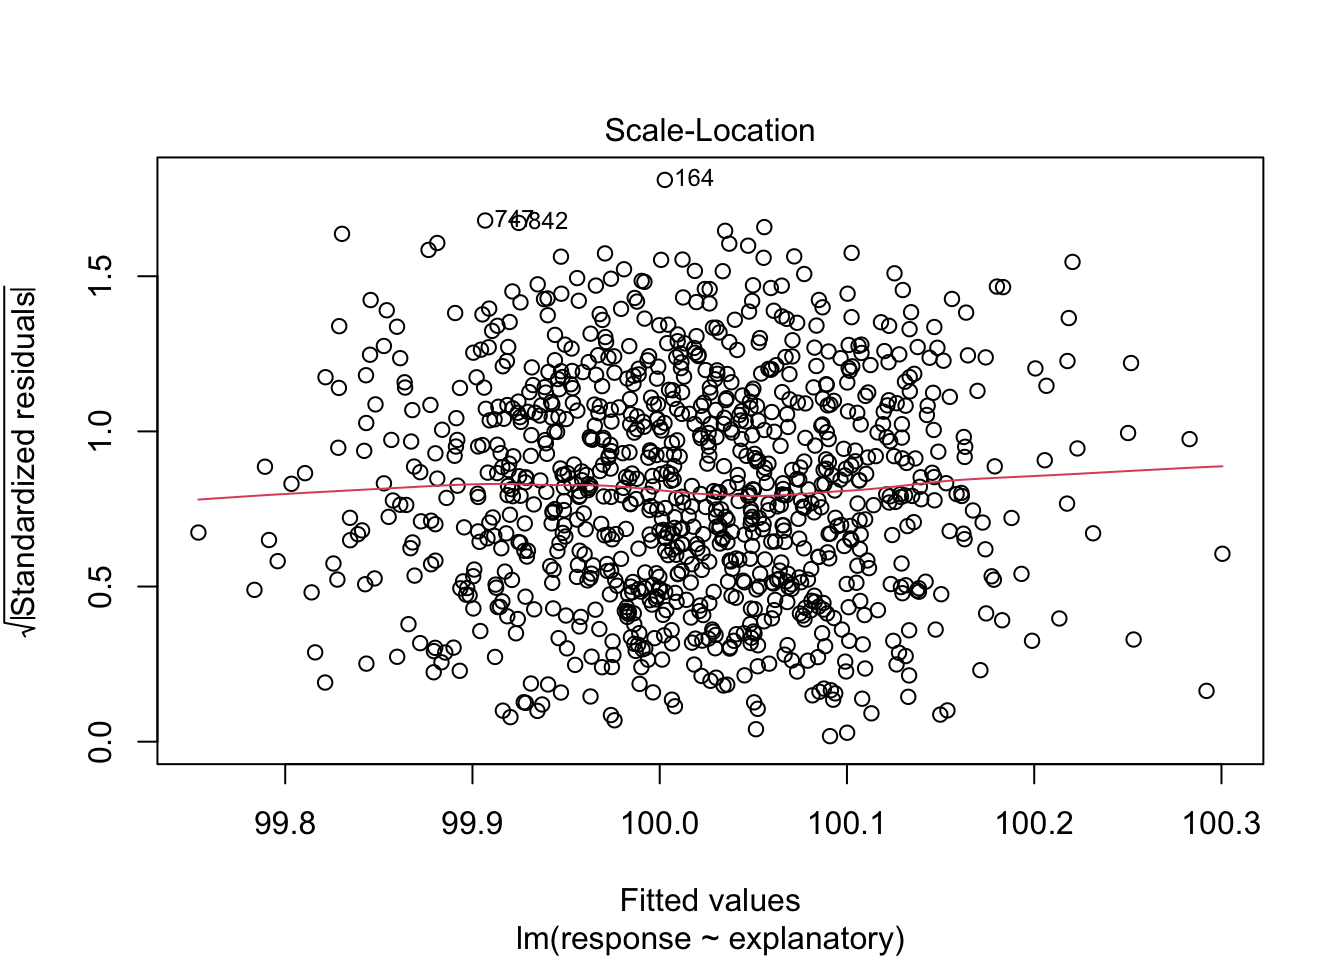 Scale-Location
164
747
842
√|Standardized residuals|
1.5
1.0
0.5
0.0
99.8 99.9 100.0 100.1 100.2 100.3
Fitted values
lm(response ~ explanatory)